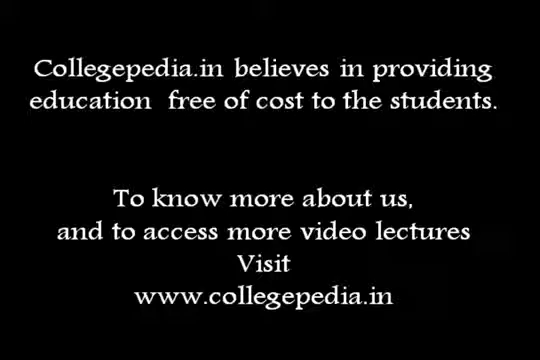 Collegepedia.in believes in providing
education  free of cost to the students.
To know more about us,
and to access more video lectures
Visit
www.collegepedia.in